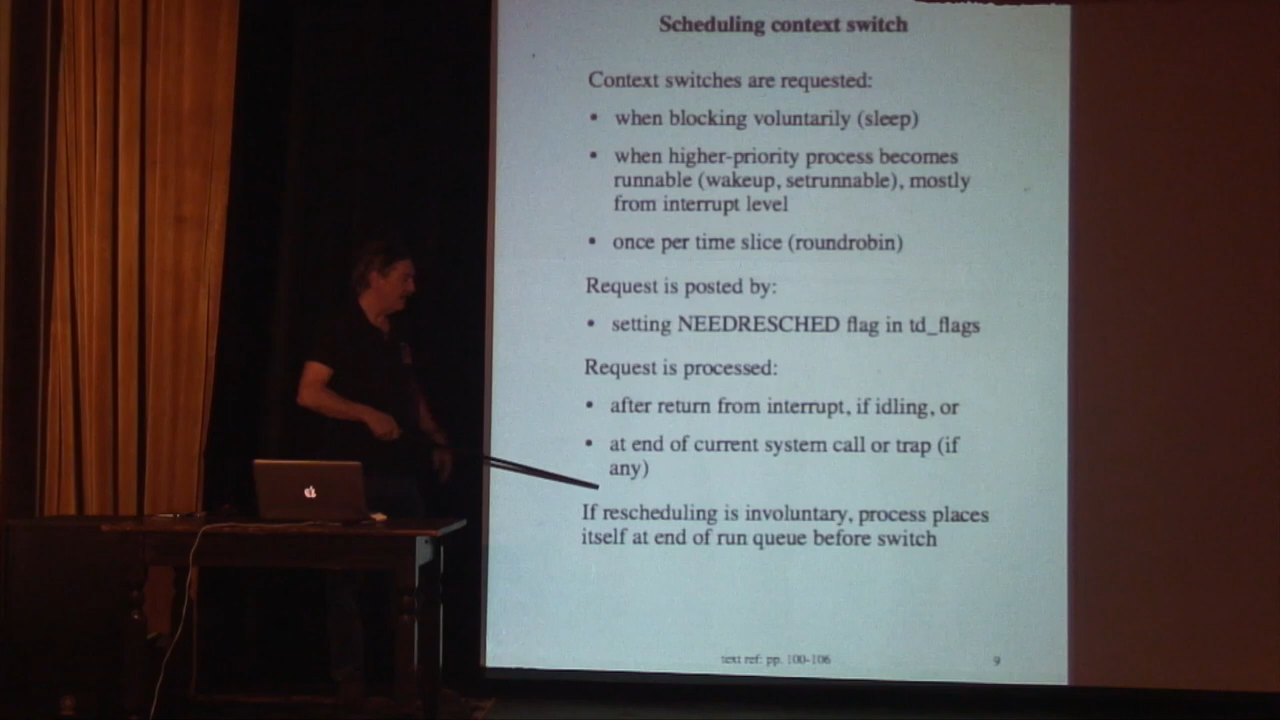 Scheduling context switch
Context switches are requested:
• when blocking voluntarily (sleep)
• when higher-priority process becomes
runnable (wakeup, setrunnable), mostly
from interrupt level
• once per time slice (roundrobin)
Request is posted by:
• setting NEEDRESCHED flag in td_flags
Request is processed:
• after return from interrupt, if idling, or
• at end of current system call or trap (if
any)
If rescheduling is involuntary, process places
itself at end of run queue before switch
text ref: pp. 100-106
9